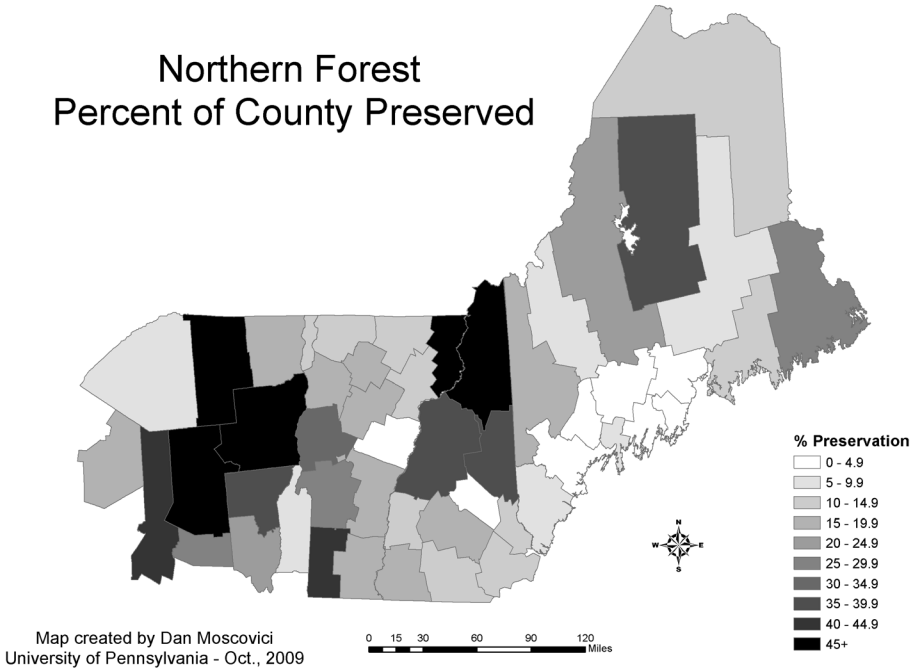 Northern Forest
Percent of County Preserved
% Preservation
0 - 4.9
5 - 9.9
10 - 14.9
15 - 19.9
20 - 24.9
25 - 29.9
30 - 34.9
35 - 39.9
40 - 44.9
45+
N
W E
S
Map created by Dan Moscovici
University of Pennsylvania - Oct., 2009
0 15 30 60 90 120
Miles